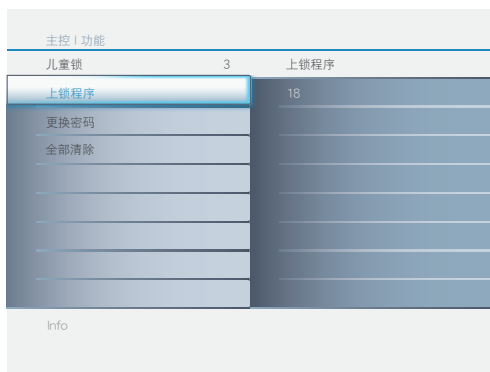 主控 | 功能
儿童锁 3 上锁程序
上锁程序 18
更换密码
全部清除
Info